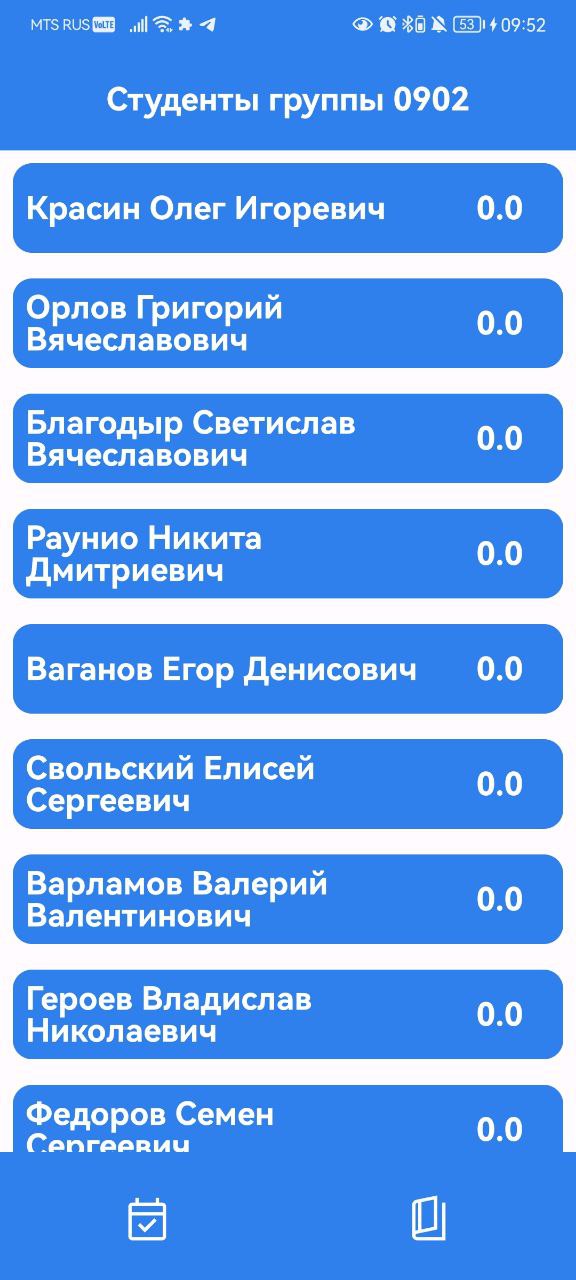 MTS RUS VoLTE 53 09:52
Студенты группы 0902
Красин Олег Игоревич 0.0
Орлов Григорий
Вячеславович 0.0
Благодыр Светислав
Вячеславович 0.0
Раунио Никита
Дмитриевич 0.0
Ваганов Егор Денисович 0.0
Свольский Елисей
Сергеевич 0.0
Варламов Валерий
Валентинович 0.0
Героев Владислав
Николаевич 0.0
Федоров Семен
Сергеевич 0.0